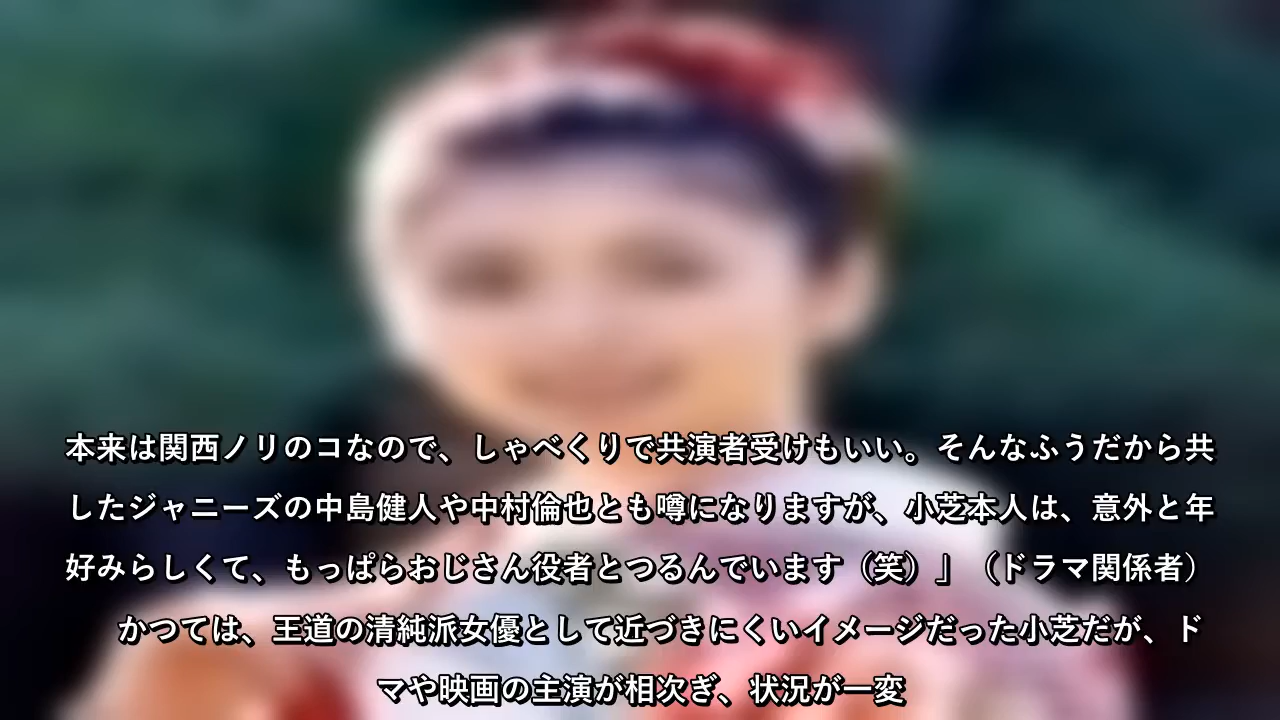 本来は関西ノリのコなので、しゃべくりで共演者受けもいい。そんなふうだから共
したジャニーズの中島健人や中村倫也とも噂になりますが、小芝本人は、意外と年
好みらしくて、もっぱらおじさん役者とつるんでいます（笑）」（ドラマ関係者）
かつては、王道の清純派女優として近づきにくいイメージだった小芝だが、ド
マや映画の主演が相次ぎ、状況が一変